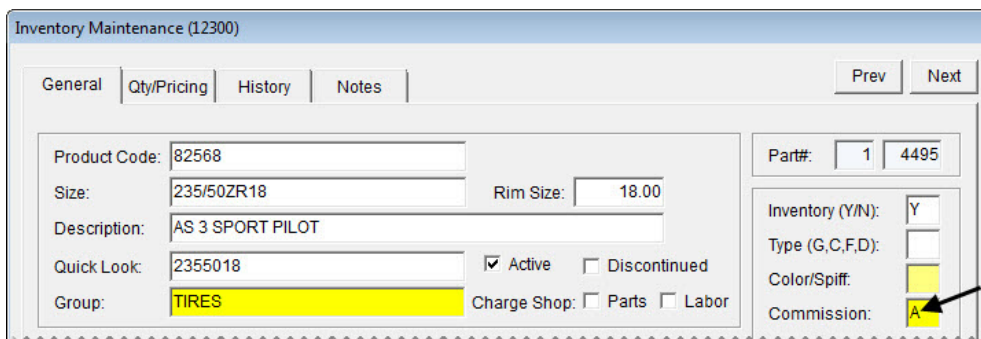 Inventory Maintenance (12300)
General Qty/Pricing History Notes Prev Next
Product Code: 82568
Size: 235/50ZR18 Rim Size: 18.00
Description: AS 3 SPORT PILOT
Quick Look: 2355018 Active Discontinued
Group: TIRES Charge Shop: Parts Labor
Part#: 1 4495
Inventory (Y/N): Y
Type (G,C,F,D):
Color/Spiff:
Commission: A